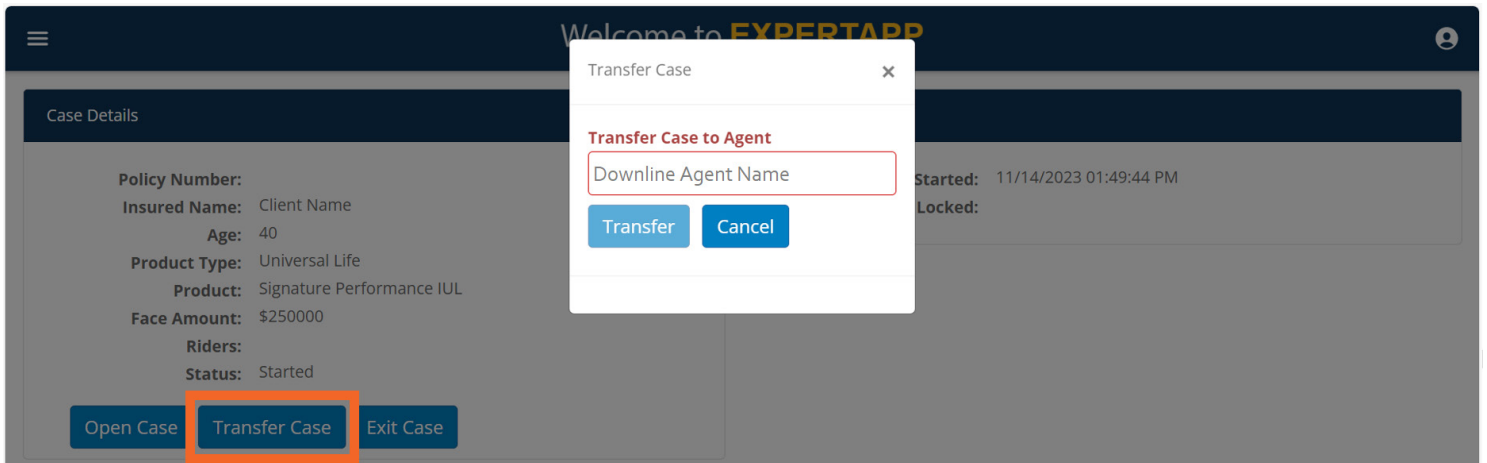 Welcome to EXPERTAPP
Transfer Case ×
Transfer Case to Agent
Downline Agent Name
Transfer Cancel
Case Details
Policy Number:
Insured Name: Client Name
Age: 40
Product Type: Universal Life
Product: Signature Performance IUL
Face Amount: $250000
Riders:
Status: Started
Open Case Transfer Case Exit Case
Started: 11/14/2023 01:49:44 PM
Locked: